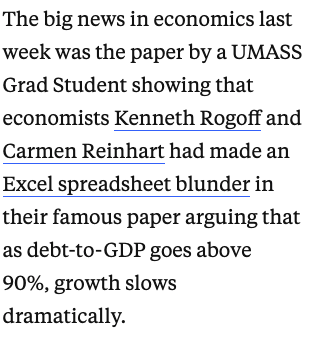 The big news in economics last
week was the paper by a UMASS
Grad Student showing that
economists Kenneth Rogoff and
Carmen Reinhart had made an
Excel spreadsheet blunder in
their famous paper arguing that
as debt-to-GDP goes above
90%, growth slows
dramatically.